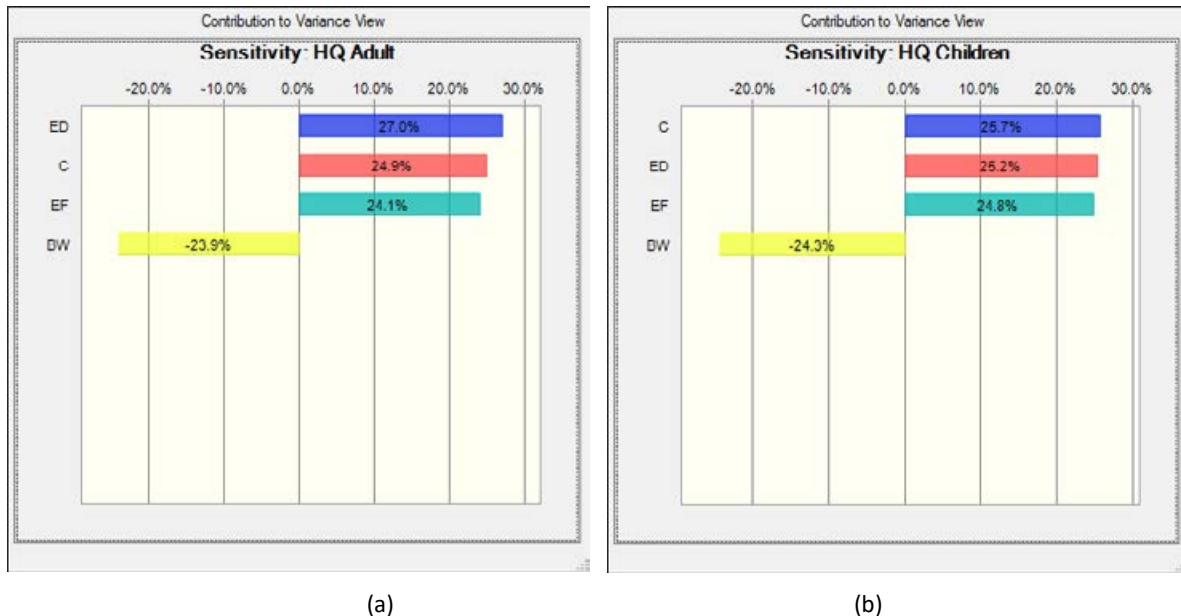 Contribution to Variance View
Sensitivity: HQ Adult
-20.0% -10.0% 0.0% 10.0% 20.0% 30.0%
ED 27.0%
C 24.9%
EF 24.1%
BW -23.9%
(a)
Contribution to Variance View
Sensitivity: HQ Children
-20.0% -10.0% 0.0% 10.0% 20.0% 30.0%
C 25.7%
ED 25.2%
EF 24.8%
BW -24.3%
(b)